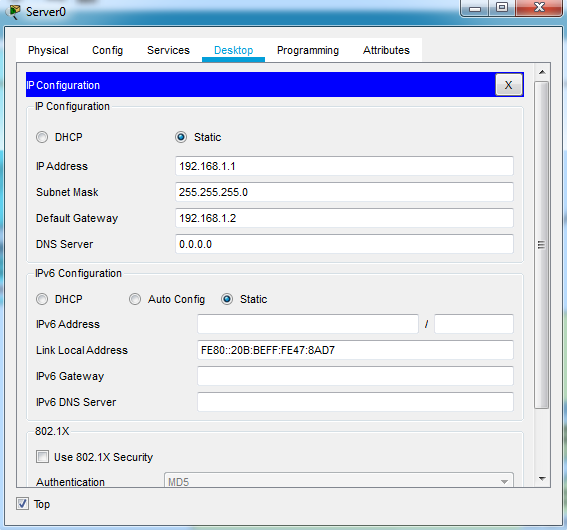 Server0
Physical Config Services Desktop Programming Attributes
IP Configuration X
IP Configuration
DHCP Static
IP Address 192.168.1.1
Subnet Mask 255.255.255.0
Default Gateway 192.168.1.2
DNS Server 0.0.0.0
IPv6 Configuration
DHCP Auto Config Static
IPv6 Address /
Link Local Address FE80::20B:BEFF:FE47:8AD7
IPv6 Gateway
IPv6 DNS Server
802.1X
Use 802.1X Security
Authentication MD5
Top